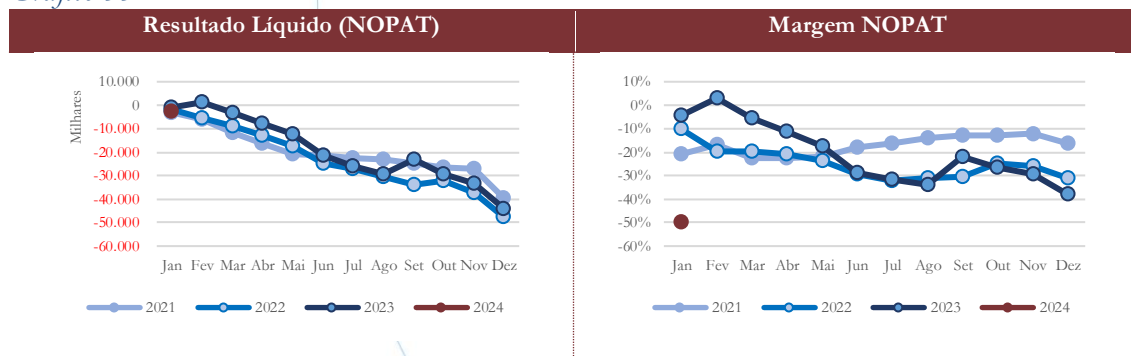 Resultado Líquido (NOPAT)
Milhares
10.000
0
-10.000
-20.000
-30.000
-40.000
-50.000
-60.000
Jan Fev Mar Abr Mai Jun Jul Ago Set Out Nov Dez
2021 2022 2023 2024
Margem NOPAT
10%
0%
-10%
-20%
-30%
-40%
-50%
-60%
Jan Fev Mar Abr Mai Jun Jul Ago Set Out Nov Dez
2021 2022 2023 2024